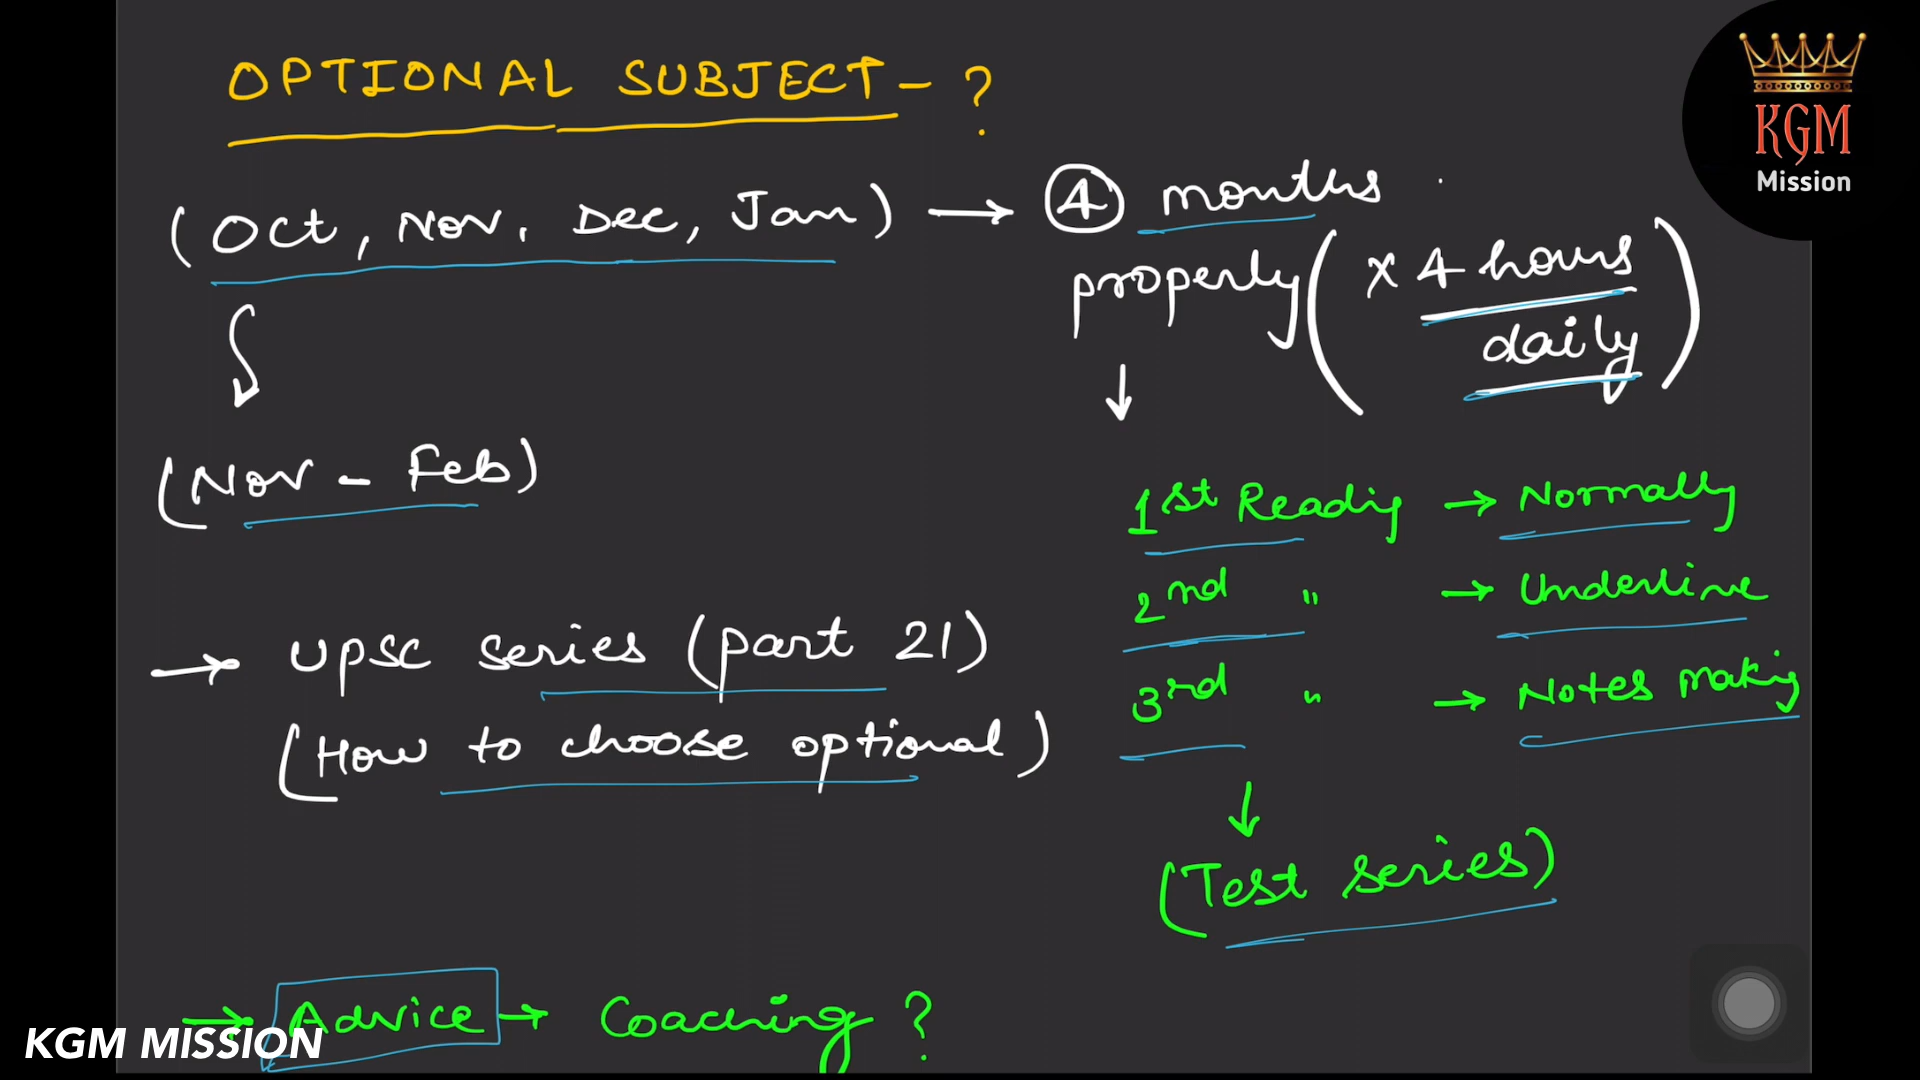 OPTIONAL SUBJECT - ?
(Oct, Nov, Dec, Jan) → 4 months
properly (x 4 hours daily)
↓
(Nov - Feb)
1st Readig → Normally
2nd " → Underline
3rd " → Notes making
↓
(Test series)
→ Upsc series (part 21)
(How to choose optional)
→ Advice → Coaching ?
KGM
Mission
KGM MISSION